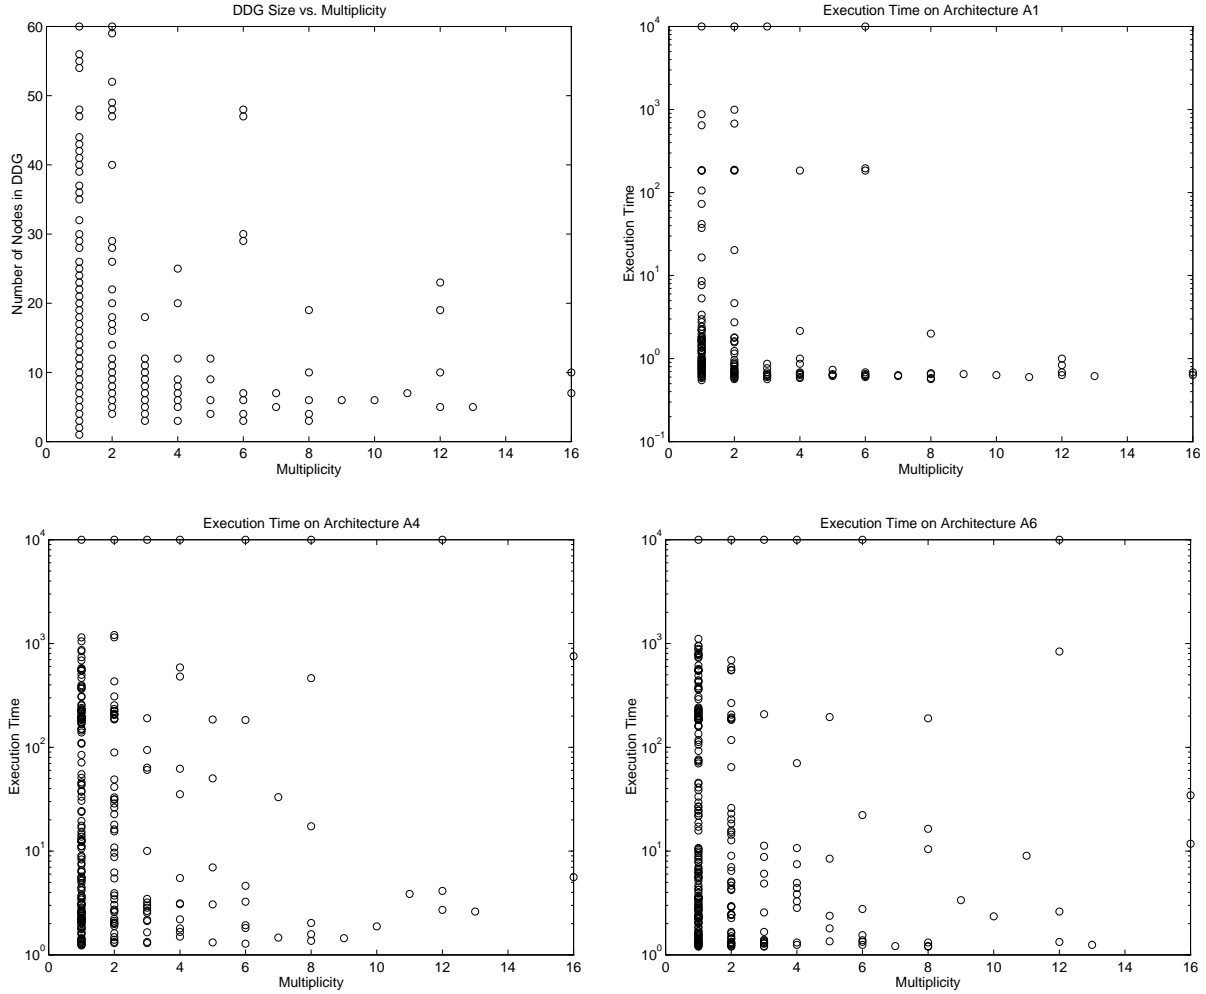 DDG Size vs. Multiplicity
Number of Nodes in DDG
60
50
40
30
20
10
0
0 2 4 6 8 10 12 14 16
Multiplicity
Execution Time on Architecture A1
Execution Time
10^4
10^3
10^2
10^1
10^0
10^−1
0 2 4 6 8 10 12 14 16
Multiplicity
Execution Time on Architecture A4
Execution Time
10^4
10^3
10^2
10^1
10^0
0 2 4 6 8 10 12 14 16
Multiplicity
Execution Time on Architecture A6
Execution Time
10^4
10^3
10^2
10^1
10^0
0 2 4 6 8 10 12 14 16
Multiplicity